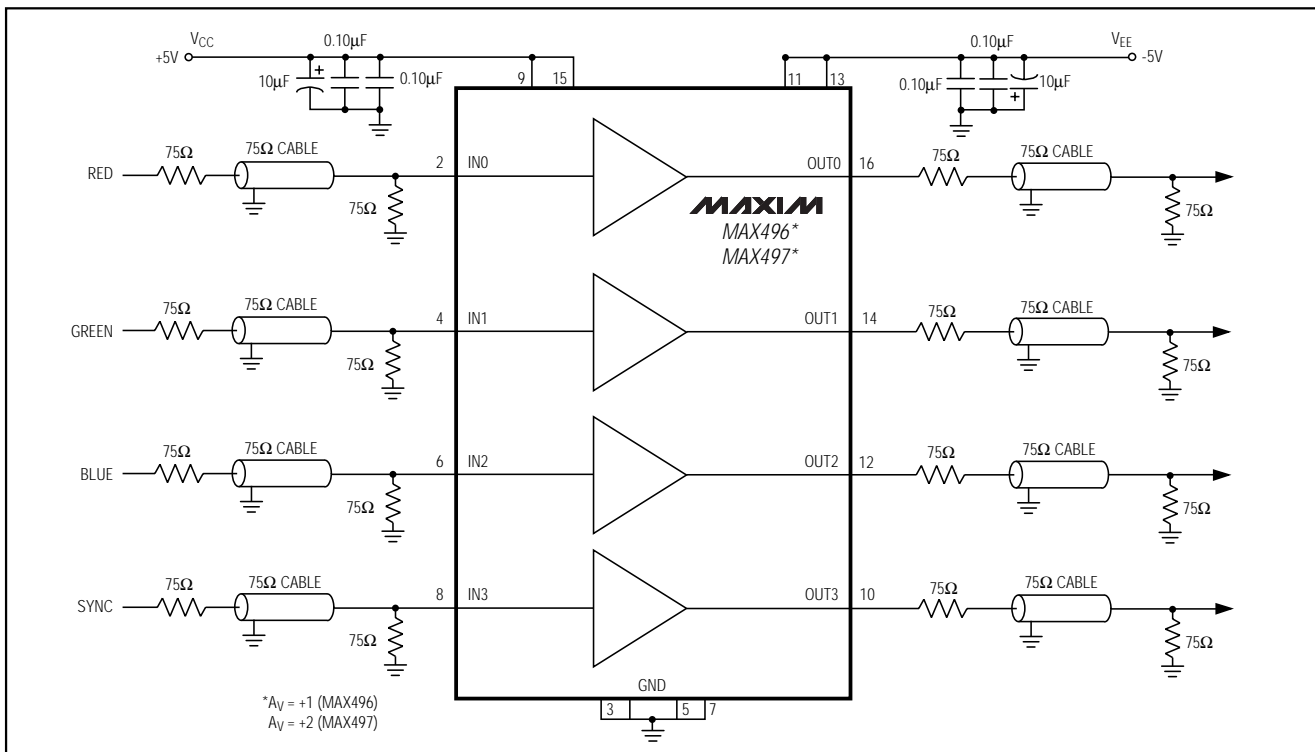 VCC
0.10µF
+5V
10µF
+
0.10µF
9
15
0.10µF
VEE
-5V
11
13
0.10µF
10µF
+
RED
75Ω
75Ω CABLE
75Ω
2
IN0
OUT0
16
75Ω
75Ω CABLE
75Ω
MAXIM
MAX496*
MAX497*
GREEN
75Ω
75Ω CABLE
75Ω
4
IN1
OUT1
14
75Ω
75Ω CABLE
75Ω
BLUE
75Ω
75Ω CABLE
75Ω
6
IN2
OUT2
12
75Ω
75Ω CABLE
75Ω
SYNC
75Ω
75Ω CABLE
75Ω
8
IN3
OUT3
10
75Ω
75Ω CABLE
75Ω
GND
3
5
7
*AV = +1 (MAX496)
AV = +2 (MAX497)